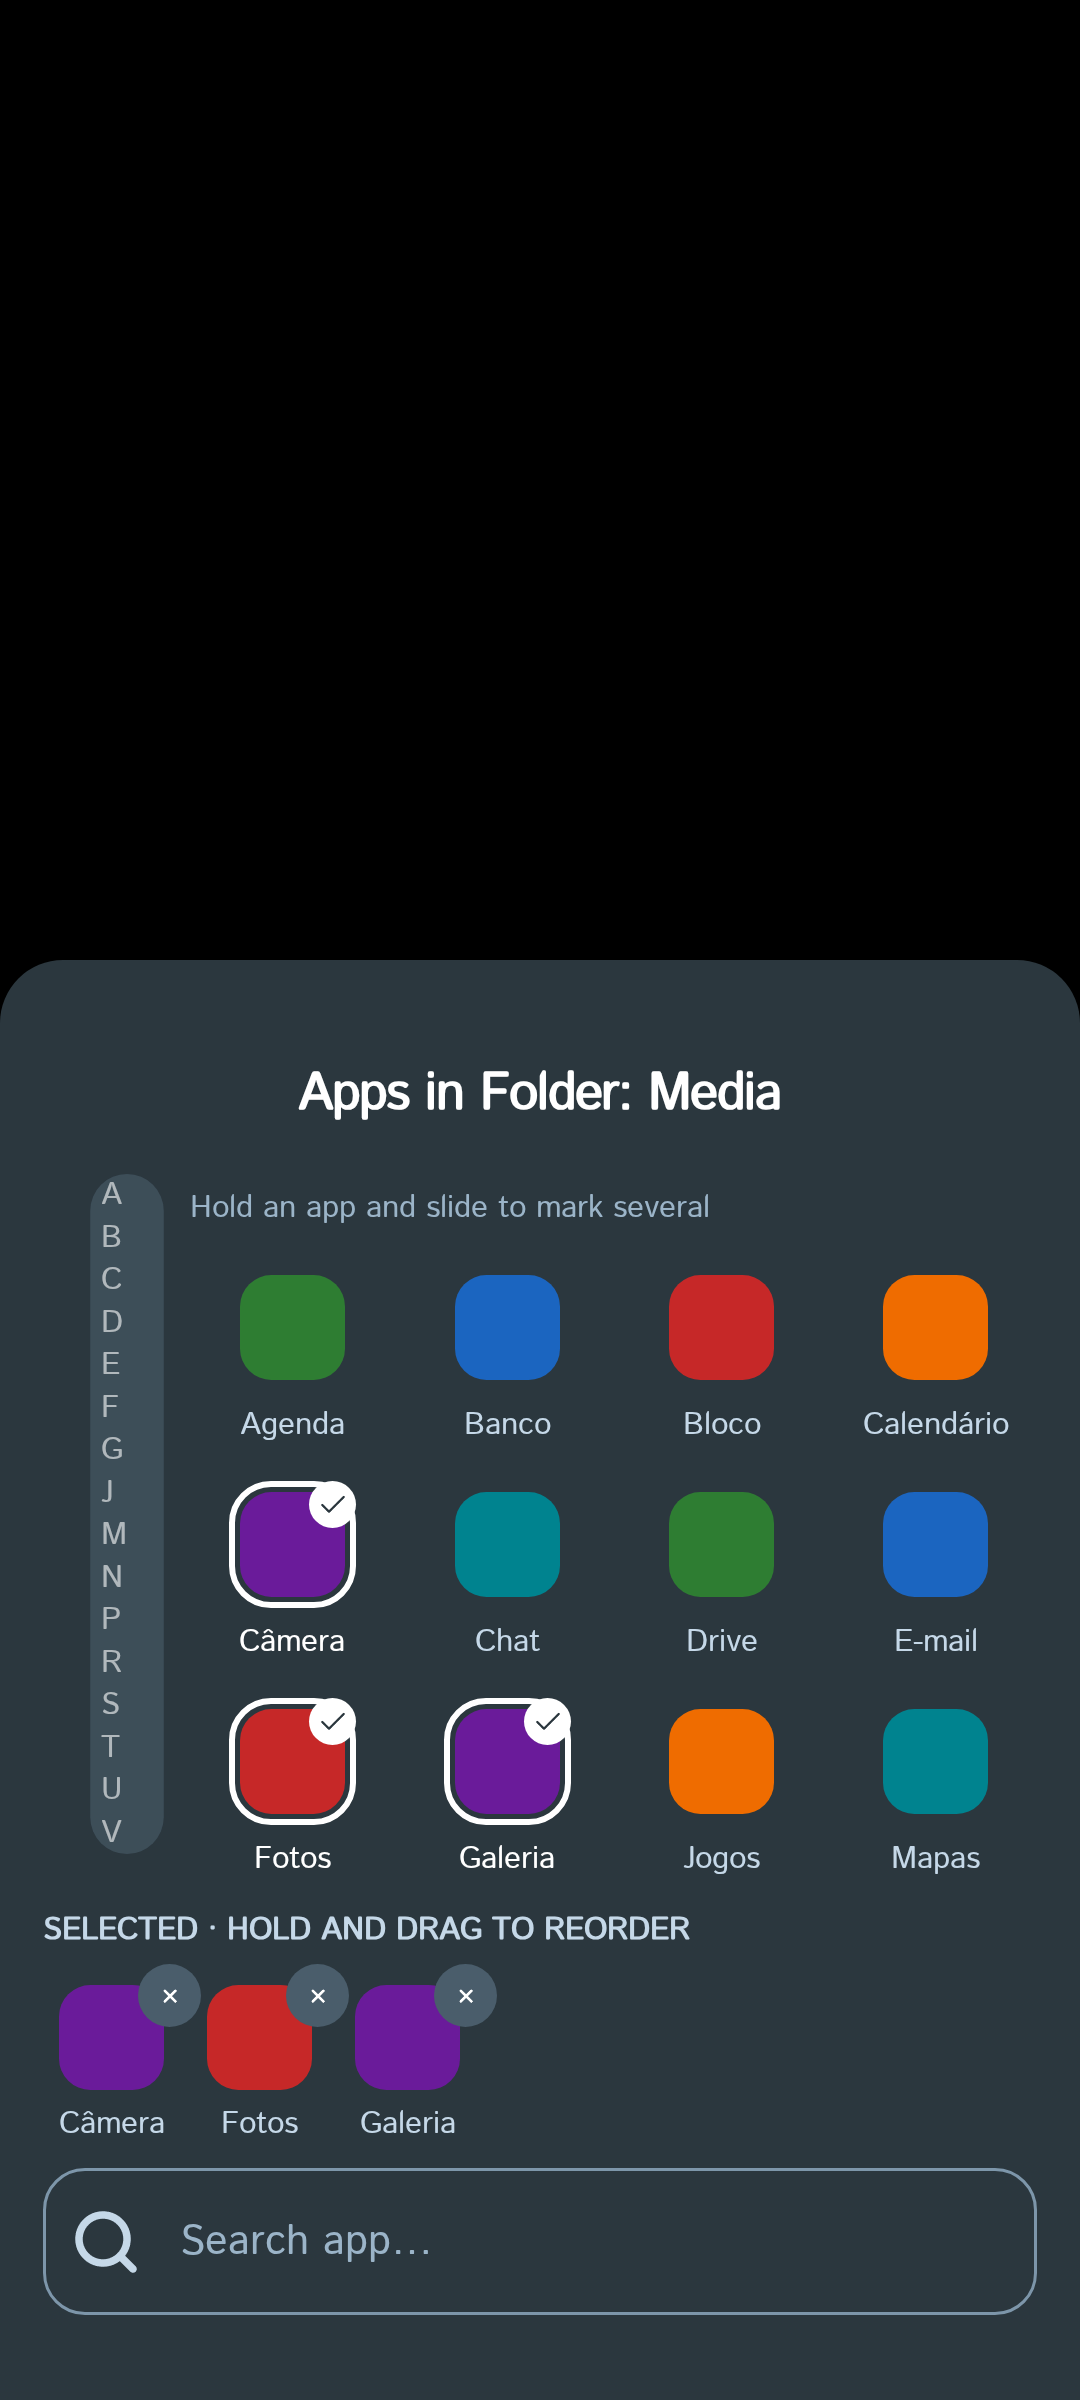 Apps in Folder: Media
A
B
C
D
E
F
G
J
M
N
P
R
S
T
U
V
Hold an app and slide to mark several
Agenda Banco Bloco Calendário
Câmera Chat Drive E-mail
Fotos Galeria Jogos Mapas
SELECTED · HOLD AND DRAG TO REORDER
Câmera Fotos Galeria
Search app...